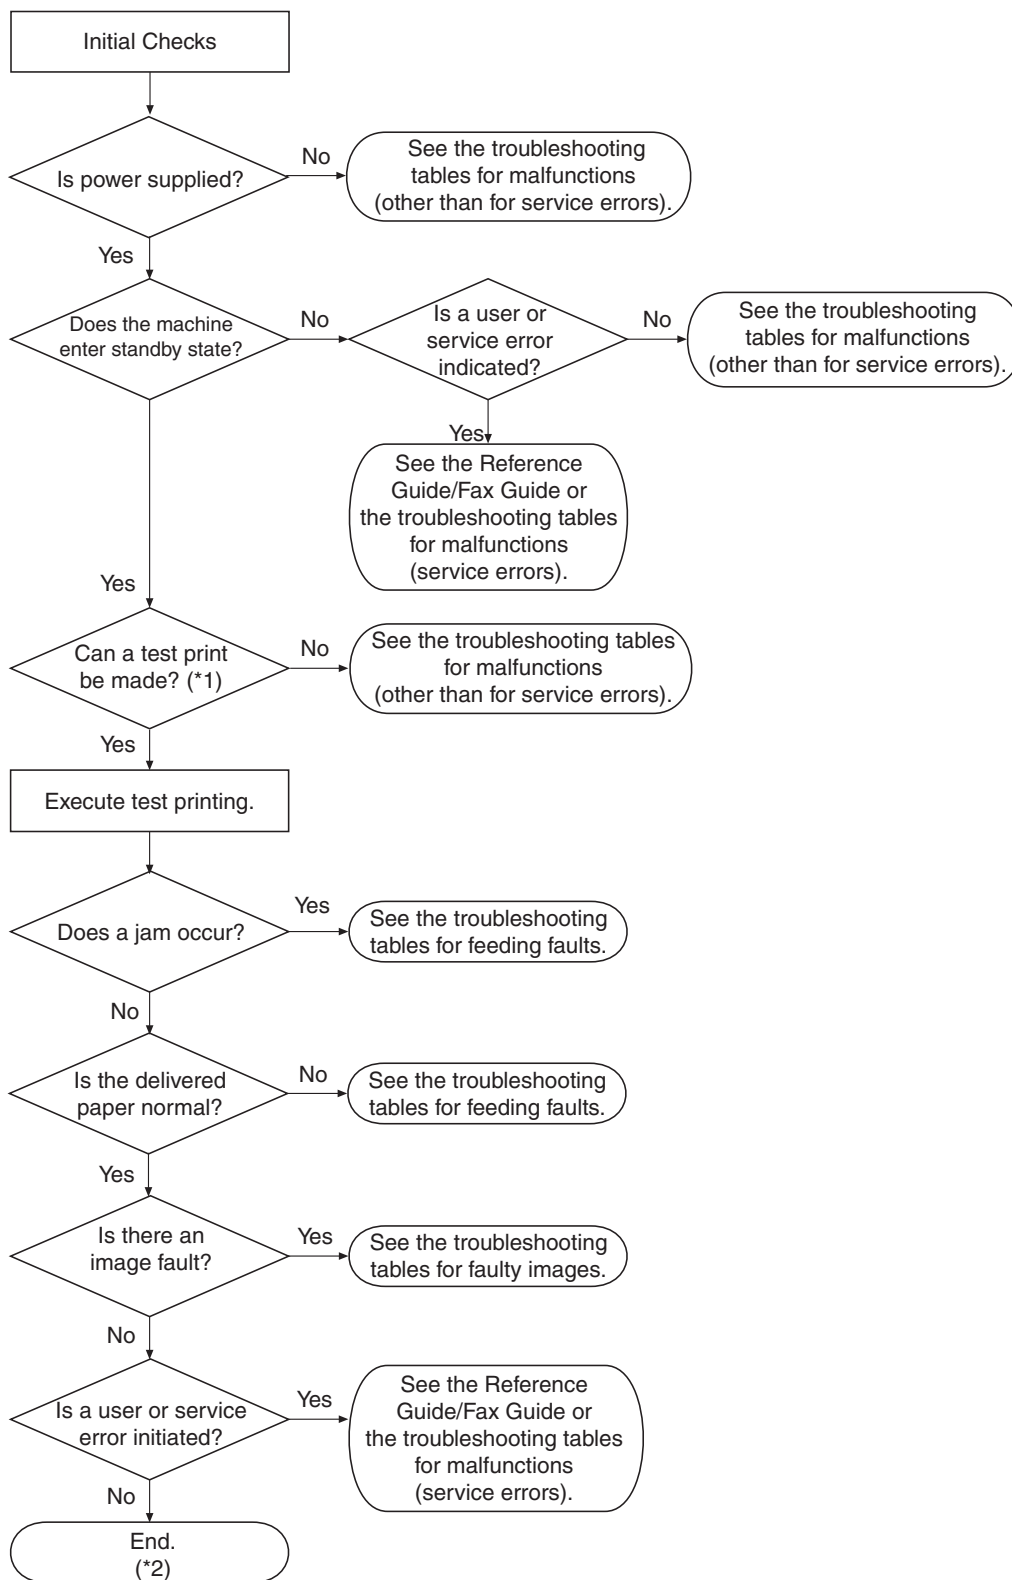 Initial Checks
Is power supplied?
No
See the troubleshooting
tables for malfunctions
(other than for service errors).
Yes
Does the machine
enter standby state?
No
Is a user or
service error
indicated?
No
See the troubleshooting
tables for malfunctions
(other than for service errors).
Yes
See the Reference
Guide/Fax Guide or
the troubleshooting tables
for malfunctions
(service errors).
Yes
Can a test print
be made? (*1)
No
See the troubleshooting tables
for malfunctions
(other than for service errors).
Yes
Execute test printing.
Does a jam occur?
Yes
See the troubleshooting
tables for feeding faults.
No
Is the delivered
paper normal?
No
See the troubleshooting
tables for feeding faults.
Yes
Is there an
image fault?
Yes
See the troubleshooting
tables for faulty images.
No
Is a user or service
error initiated?
Yes
See the Reference
Guide/Fax Guide or
the troubleshooting tables
for malfunctions
(service errors).
No
End.
(*2)